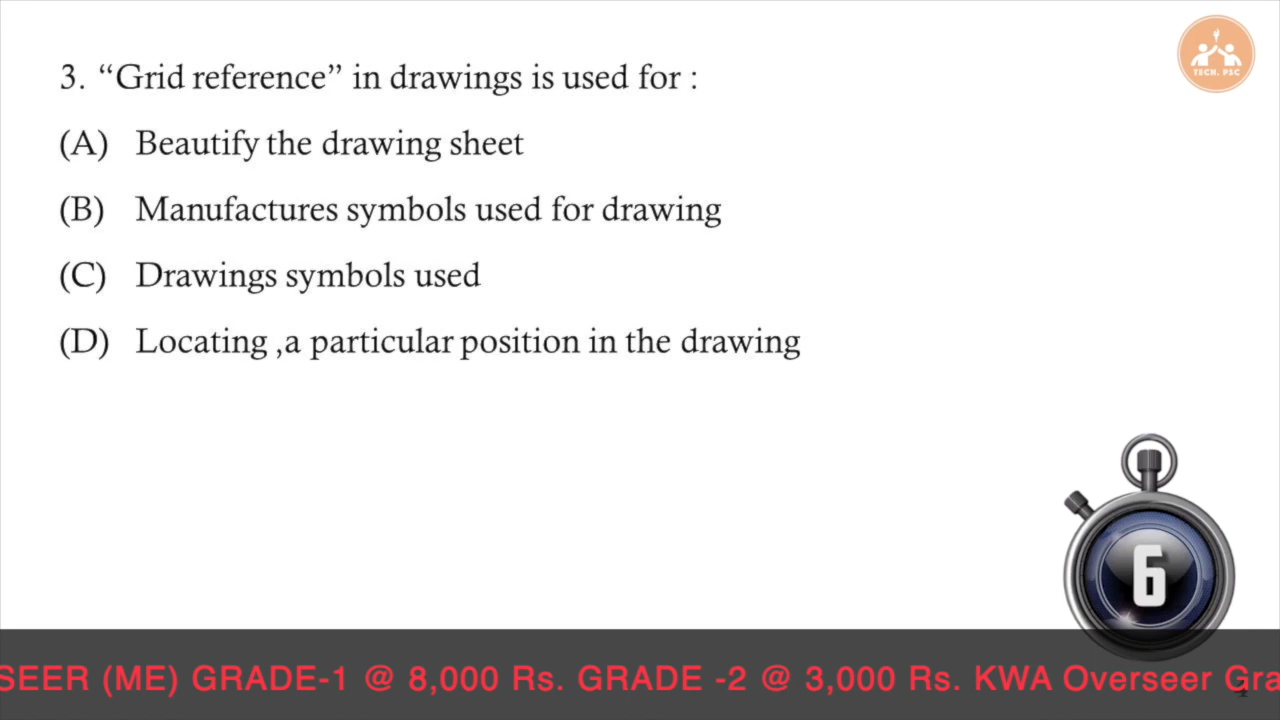 TECH. PSC
3. “Grid reference” in drawings is used for :
(A) Beautify the drawing sheet
(B) Manufactures symbols used for drawing
(C) Drawings symbols used
(D) Locating ,a particular position in the drawing
6
SEER (ME) GRADE-1 @ 8,000 Rs. GRADE -2 @ 3,000 Rs. KWA Overseer Gra